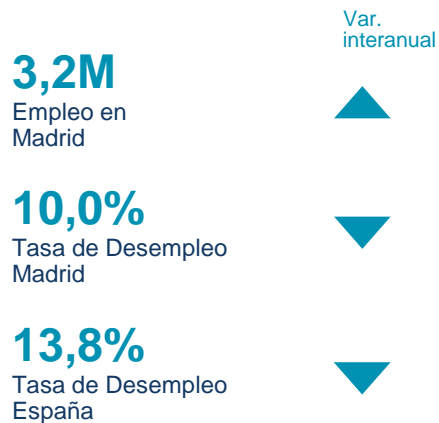 Var.
interanual
3,2M
Empleo en
Madrid
10,0%
Tasa de Desempleo
Madrid
13,8%
Tasa de Desempleo
España